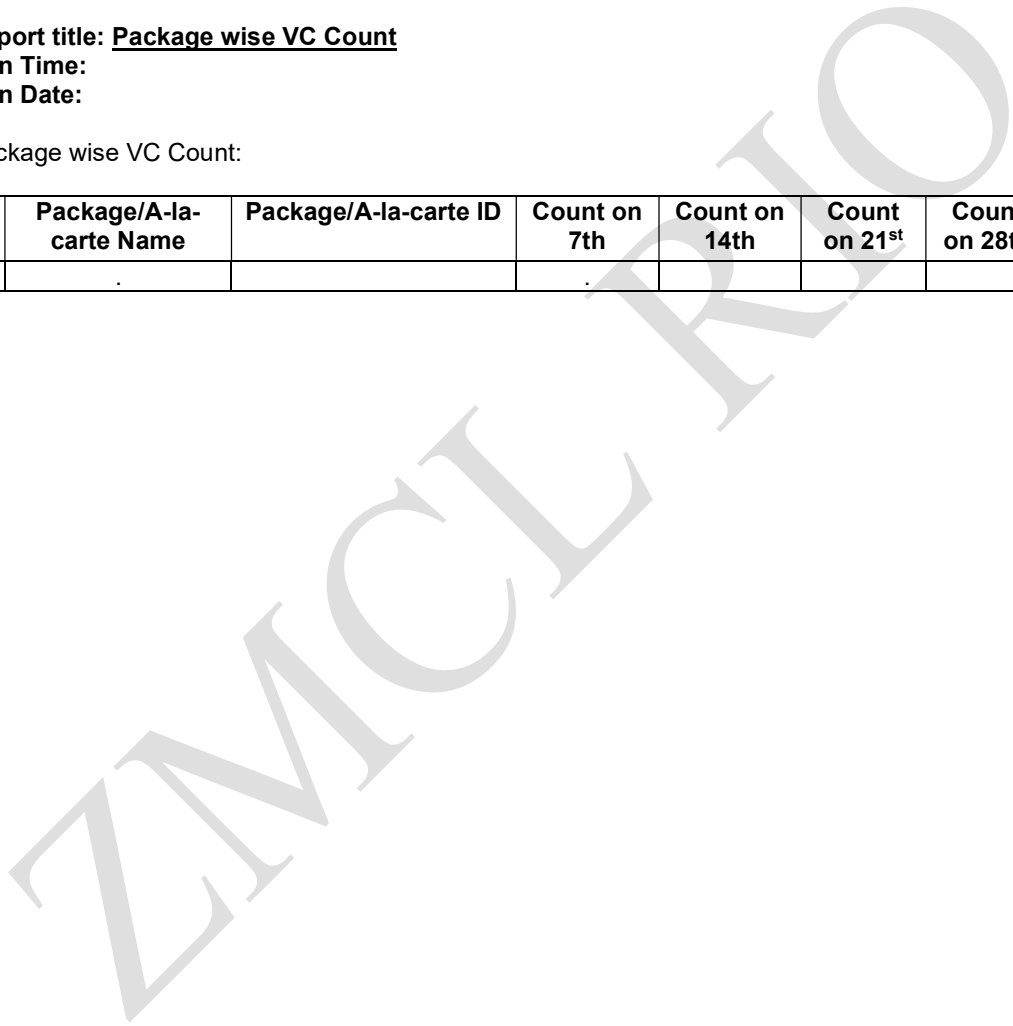 port title: Package wise VC Count
n Time:
n Date:
ckage wise VC Count:
Package/A-la-carte Name Package/A-la-carte ID Count on 7th Count on 14th Count on 21st Coun on 28t
. .
ZMCL RIO